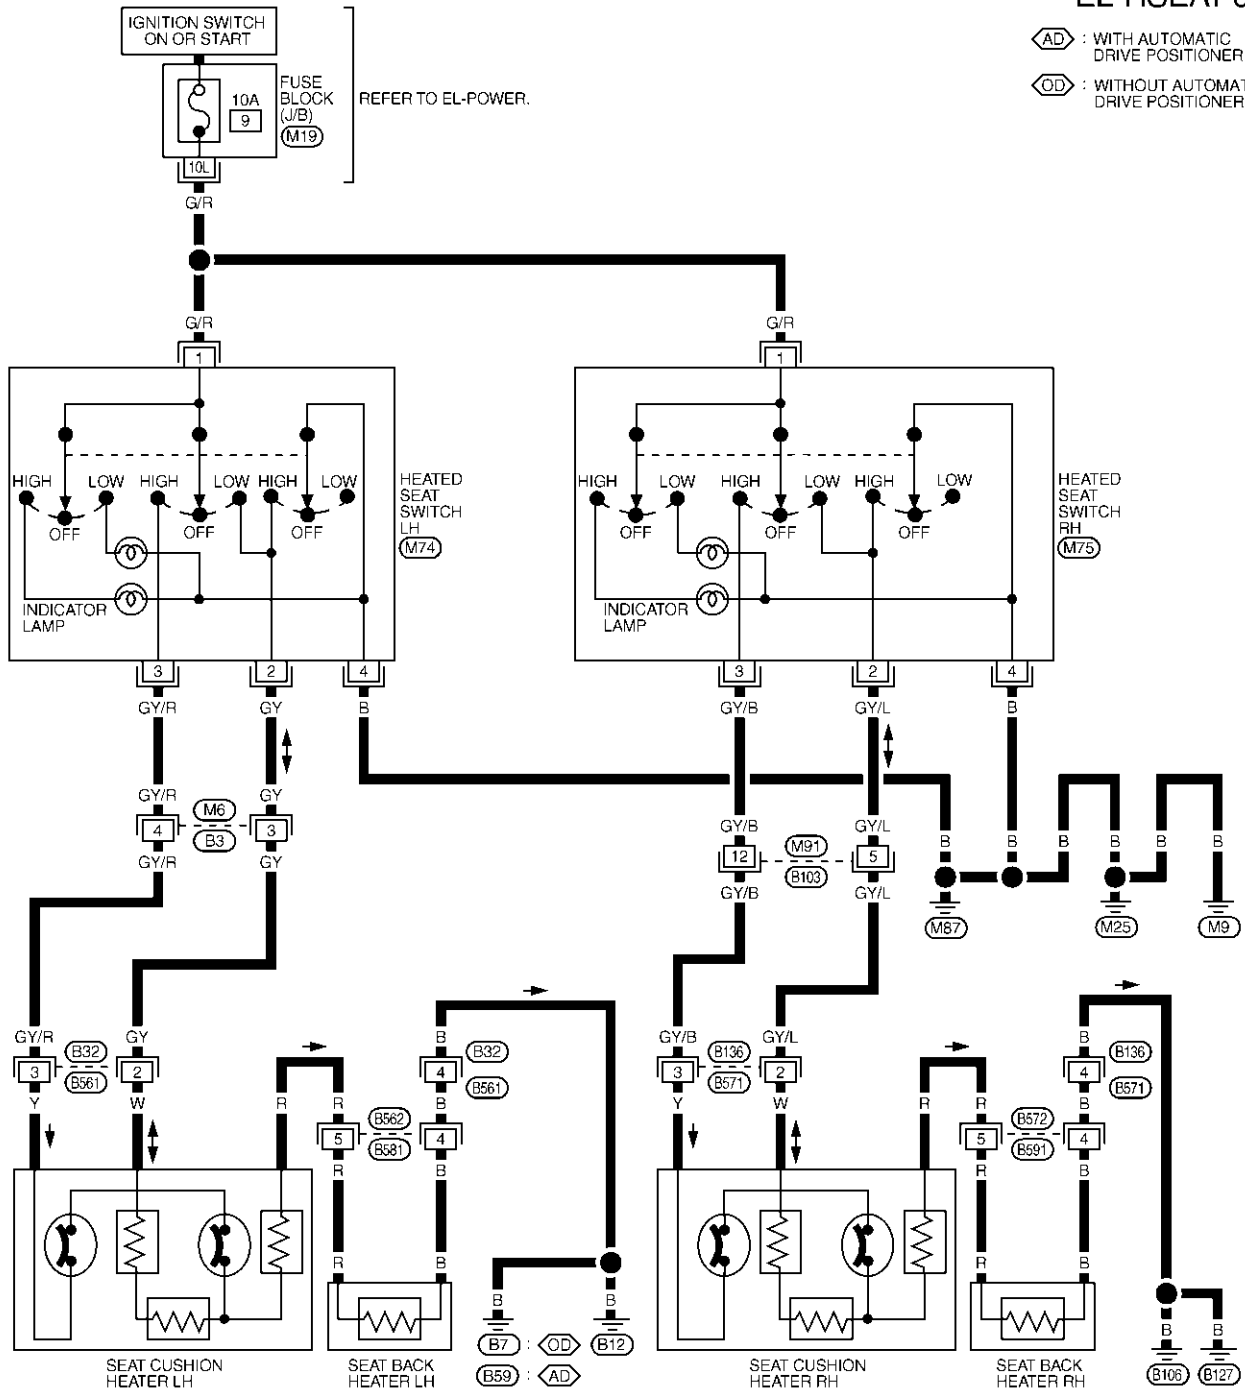 IGNITION SWITCH
ON OR START
FUSE
BLOCK
(J/B)
M19
10A
9
REFER TO EL-POWER.
AD : WITH AUTOMATIC
DRIVE POSITIONER
OD : WITHOUT AUTOMAT
DRIVE POSITIONER
10L
G/R
G/R G/R
1 1
HIGH LOW HIGH LOW HIGH LOW
OFF OFF OFF
HEATED
SEAT
SWITCH
LH
M74
INDICATOR
LAMP
HIGH LOW HIGH LOW HIGH LOW
OFF OFF OFF
HEATED
SEAT
SWITCH
RH
M75
INDICATOR
LAMP
3 2 4 3 2 4
GY/R GY B GY/B GY/L B
GY/R GY
4 M6 3
B3
GY/R GY
GY/B GY/L
12 M91 5
B103
GY/B GY/L
B B B B B B
M87 M25 M9
GY/R GY B GY/B GY/L B
3 B32 2 4 B32
B561 B561
3 B136 2 4 B136
B571 B571
Y W R R B
5 B562 4
B581
R B
Y W R R B
5 B572 4
B591
R B
R B R B
B B
B7 : OD B12
B59 : AD
B B
B106 B127
SEAT CUSHION
HEATER LH
SEAT BACK
HEATER LH
SEAT CUSHION
HEATER RH
SEAT BACK
HEATER RH